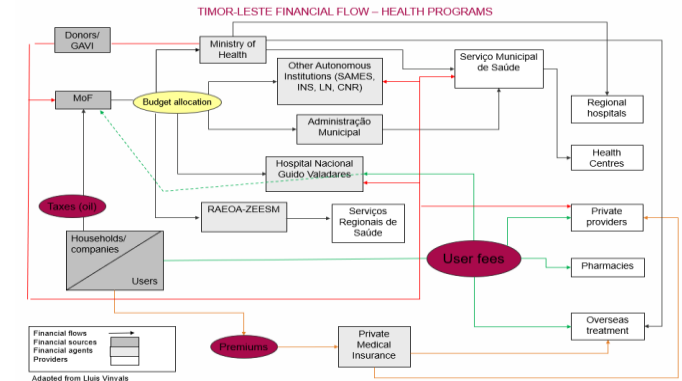 TIMOR-LESTE FINANCIAL FLOW – HEALTH PROGRAMS
Donors/
GAVI
Ministry of
Health
Other Autonomous
Institutions (SAMES,
INS, LN, CNR)
Serviço Municipal
de Saúde
MoF
Budget allocation
Regional
hospitals
Administração
Municipal
Health
Centres
Hospital Nacional
Guido Valadares
Taxes (oil)
RAEOA-ZEESM
Serviços
Regionais de
Saúde
Private
providers
Households/
companies
Users
User fees
Pharmacies
Overseas
treatment
Premiums
Private
Medical
Insurance
Financial flows
Financial sources
Financial agents
Providers
Adapted from Lluis Vinyals